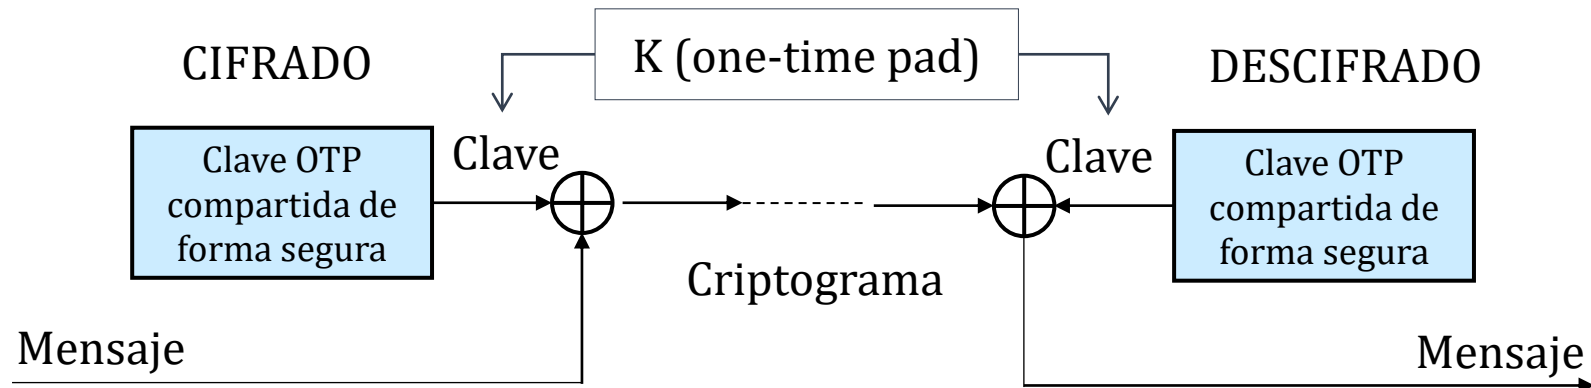 CIFRADO
K (one-time pad)
DESCIFRADO
Clave OTP
compartida de
forma segura
Clave
Clave
Clave OTP
compartida de
forma segura
Criptograma
Mensaje
Mensaje